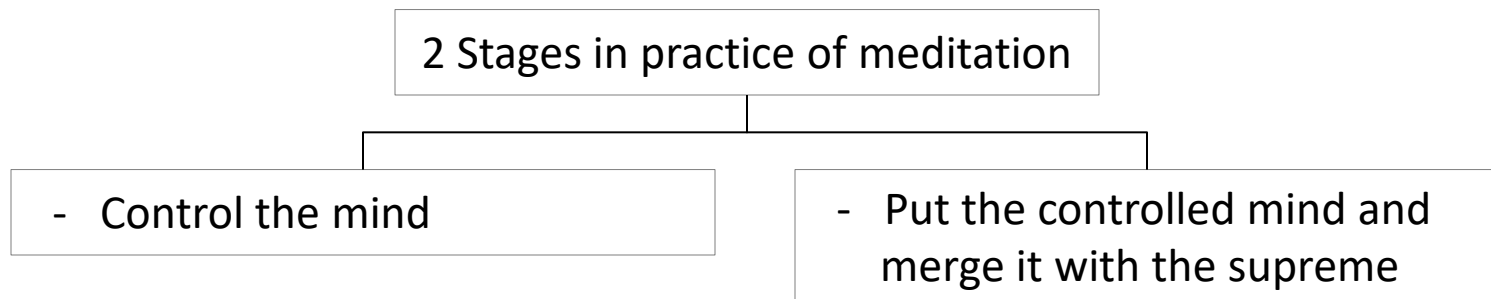 2 Stages in practice of meditation
- Control the mind
- Put the controlled mind and
merge it with the supreme